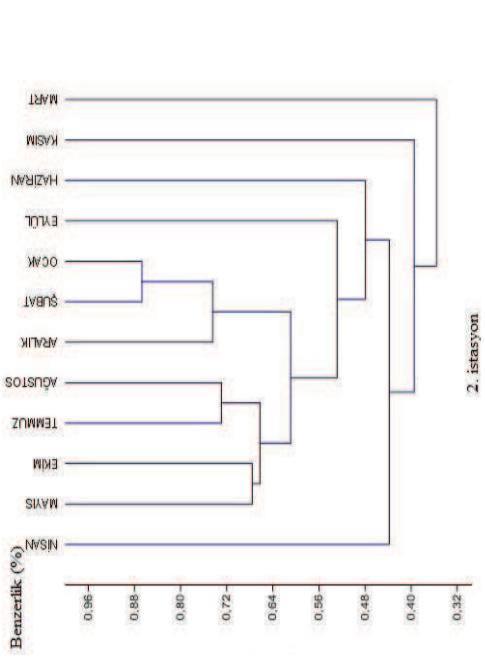 MART
KASIM
HAZİRAN
EYLÜL
OCAK
ŞUBAT
ARALIK
AĞUSTOS
TEMMUZ
EKİM
MAYIS
NİSAN
Benzerlik (%)
0,96
0,88
0,80
0,72
0,64
0,56
0,48
0,40
0,32
2. istasyon